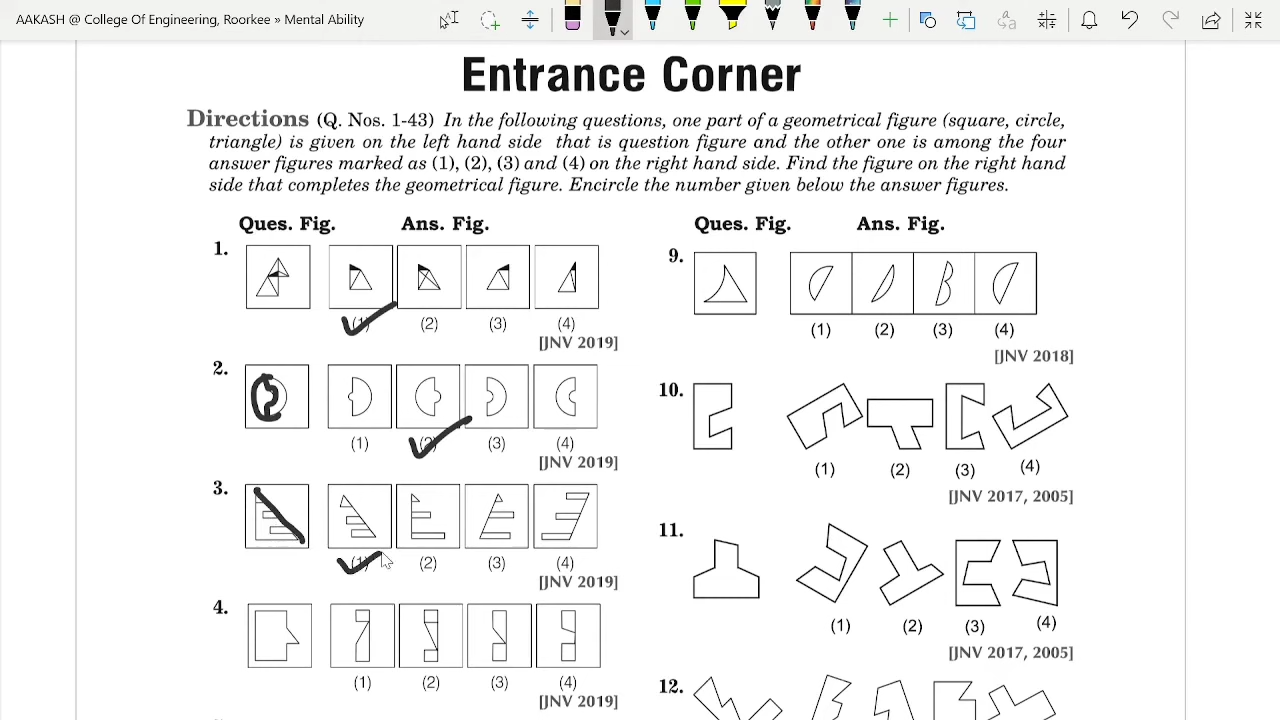 AAKASH @ College Of Engineering, Roorkee » Mental Ability
Entrance Corner
Directions (Q. Nos. 1-43) In the following questions, one part of a geometrical figure (square, circle,
triangle) is given on the left hand side that is question figure and the other one is among the four
answer figures marked as (1), (2), (3) and (4) on the right hand side. Find the figure on the right hand
side that completes the geometrical figure. Encircle the number given below the answer figures.
Ques. Fig. Ans. Fig.
1.
(1) (2) (3) (4)
[JNV 2019]
2.
(1) (2) (3) (4)
[JNV 2019]
3.
(1) (2) (3) (4)
[JNV 2019]
4.
(1) (2) (3) (4)
[JNV 2019]
Ques. Fig. Ans. Fig.
9.
(1) (2) (3) (4)
[JNV 2018]
10.
(1) (2) (3) (4)
[JNV 2017, 2005]
11.
(1) (2) (3) (4)
[JNV 2017, 2005]
12.